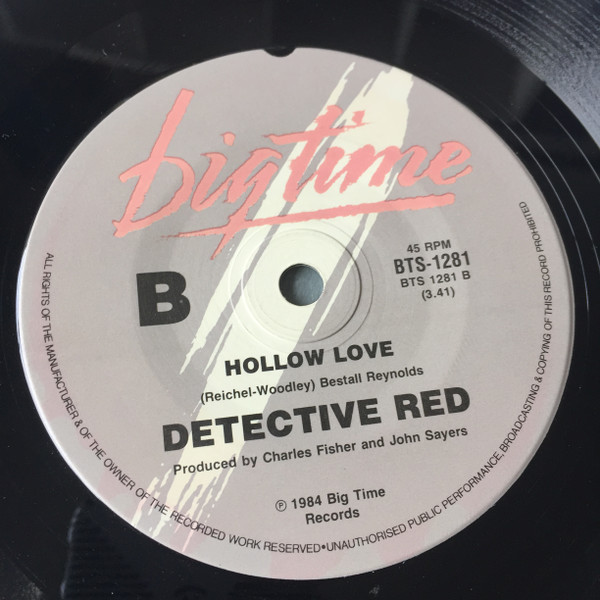 bigtime
B
45 RPM
BTS-1281
BTS 1281 B
(3.41)
HOLLOW LOVE
(Reichel-Woodley) Bestall Reynolds
DETECTIVE RED
Produced by Charles Fisher and John Sayers
℗ 1984 Big Time
Records
ALL RIGHTS OF THE MANUFACTURER & OF THE OWNER OF THE RECORDED WORK RESERVED•UNAUTHORISED PUBLIC PERFORMANCE, BROADCASTING & COPYING OF THIS RECORD PROHIBITED